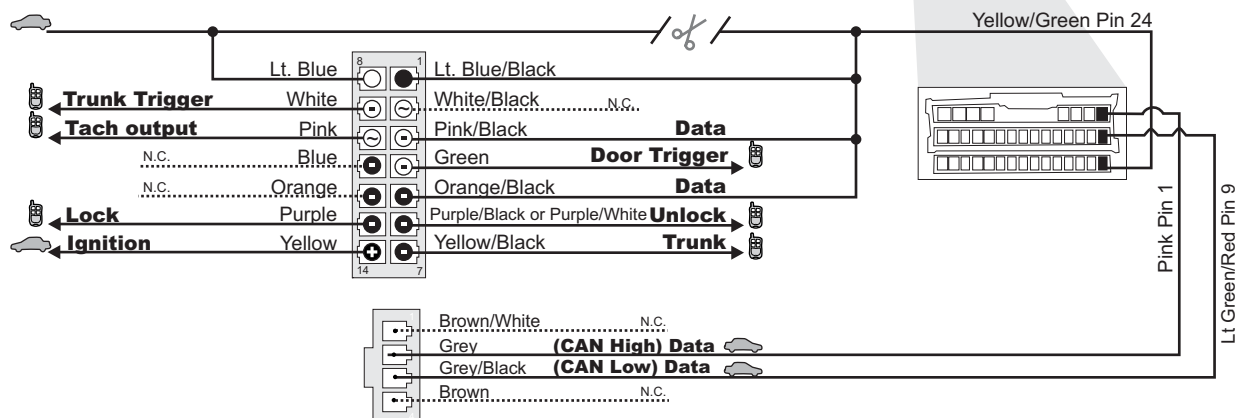 Yellow/Green Pin 24
8 1
Lt. Blue Lt. Blue/Black
Trunk Trigger White White/Black N.C.
Tach output Pink Pink/Black Data
N.C. Blue Green Door Trigger
N.C. Orange Orange/Black Data
Lock Purple Purple/Black or Purple/White Unlock
Ignition Yellow Yellow/Black Trunk
14 7
Pink Pin 1
Lt Green/Red Pin 9
Brown/White N.C.
Grey (CAN High) Data
Grey/Black (CAN Low) Data
Brown N.C.